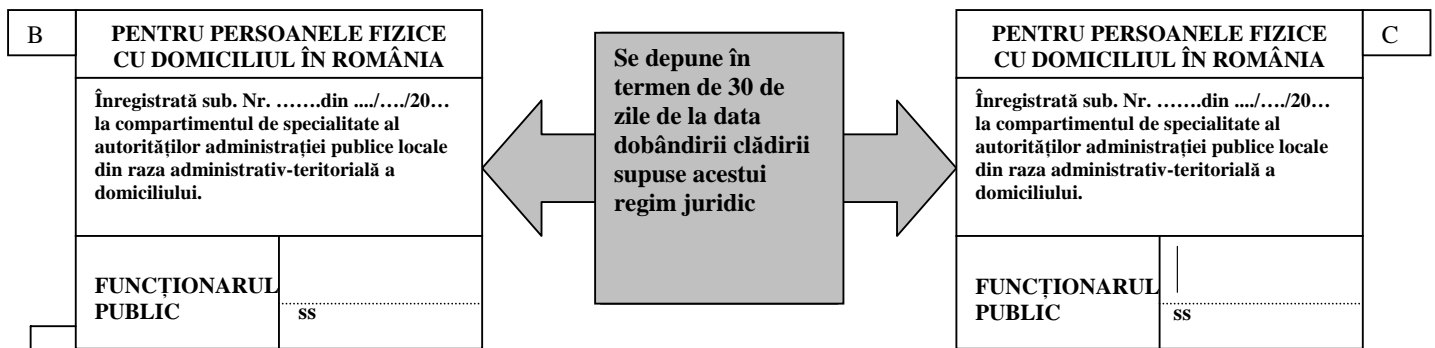 B
PENTRU PERSOANELE FIZICE
CU DOMICILIUL ÎN ROMÂNIA
Înregistrată sub. Nr. …….din ..../…./20…
la compartimentul de specialitate al
autorităților administrației publice locale
din raza administrativ-teritorială a
domiciliului.
FUNCȚIONARUL
PUBLIC
ss
Se depune în
termen de 30 de
zile de la data
dobândirii clădirii
supuse acestui
regim juridic
PENTRU PERSOANELE FIZICE
CU DOMICILIUL ÎN ROMÂNIA
C
Înregistrată sub. Nr. …….din ..../…./20…
la compartimentul de specialitate al
autorităților administrației publice locale
din raza administrativ-teritorială a
domiciliului.
FUNCȚIONARUL
PUBLIC
ss